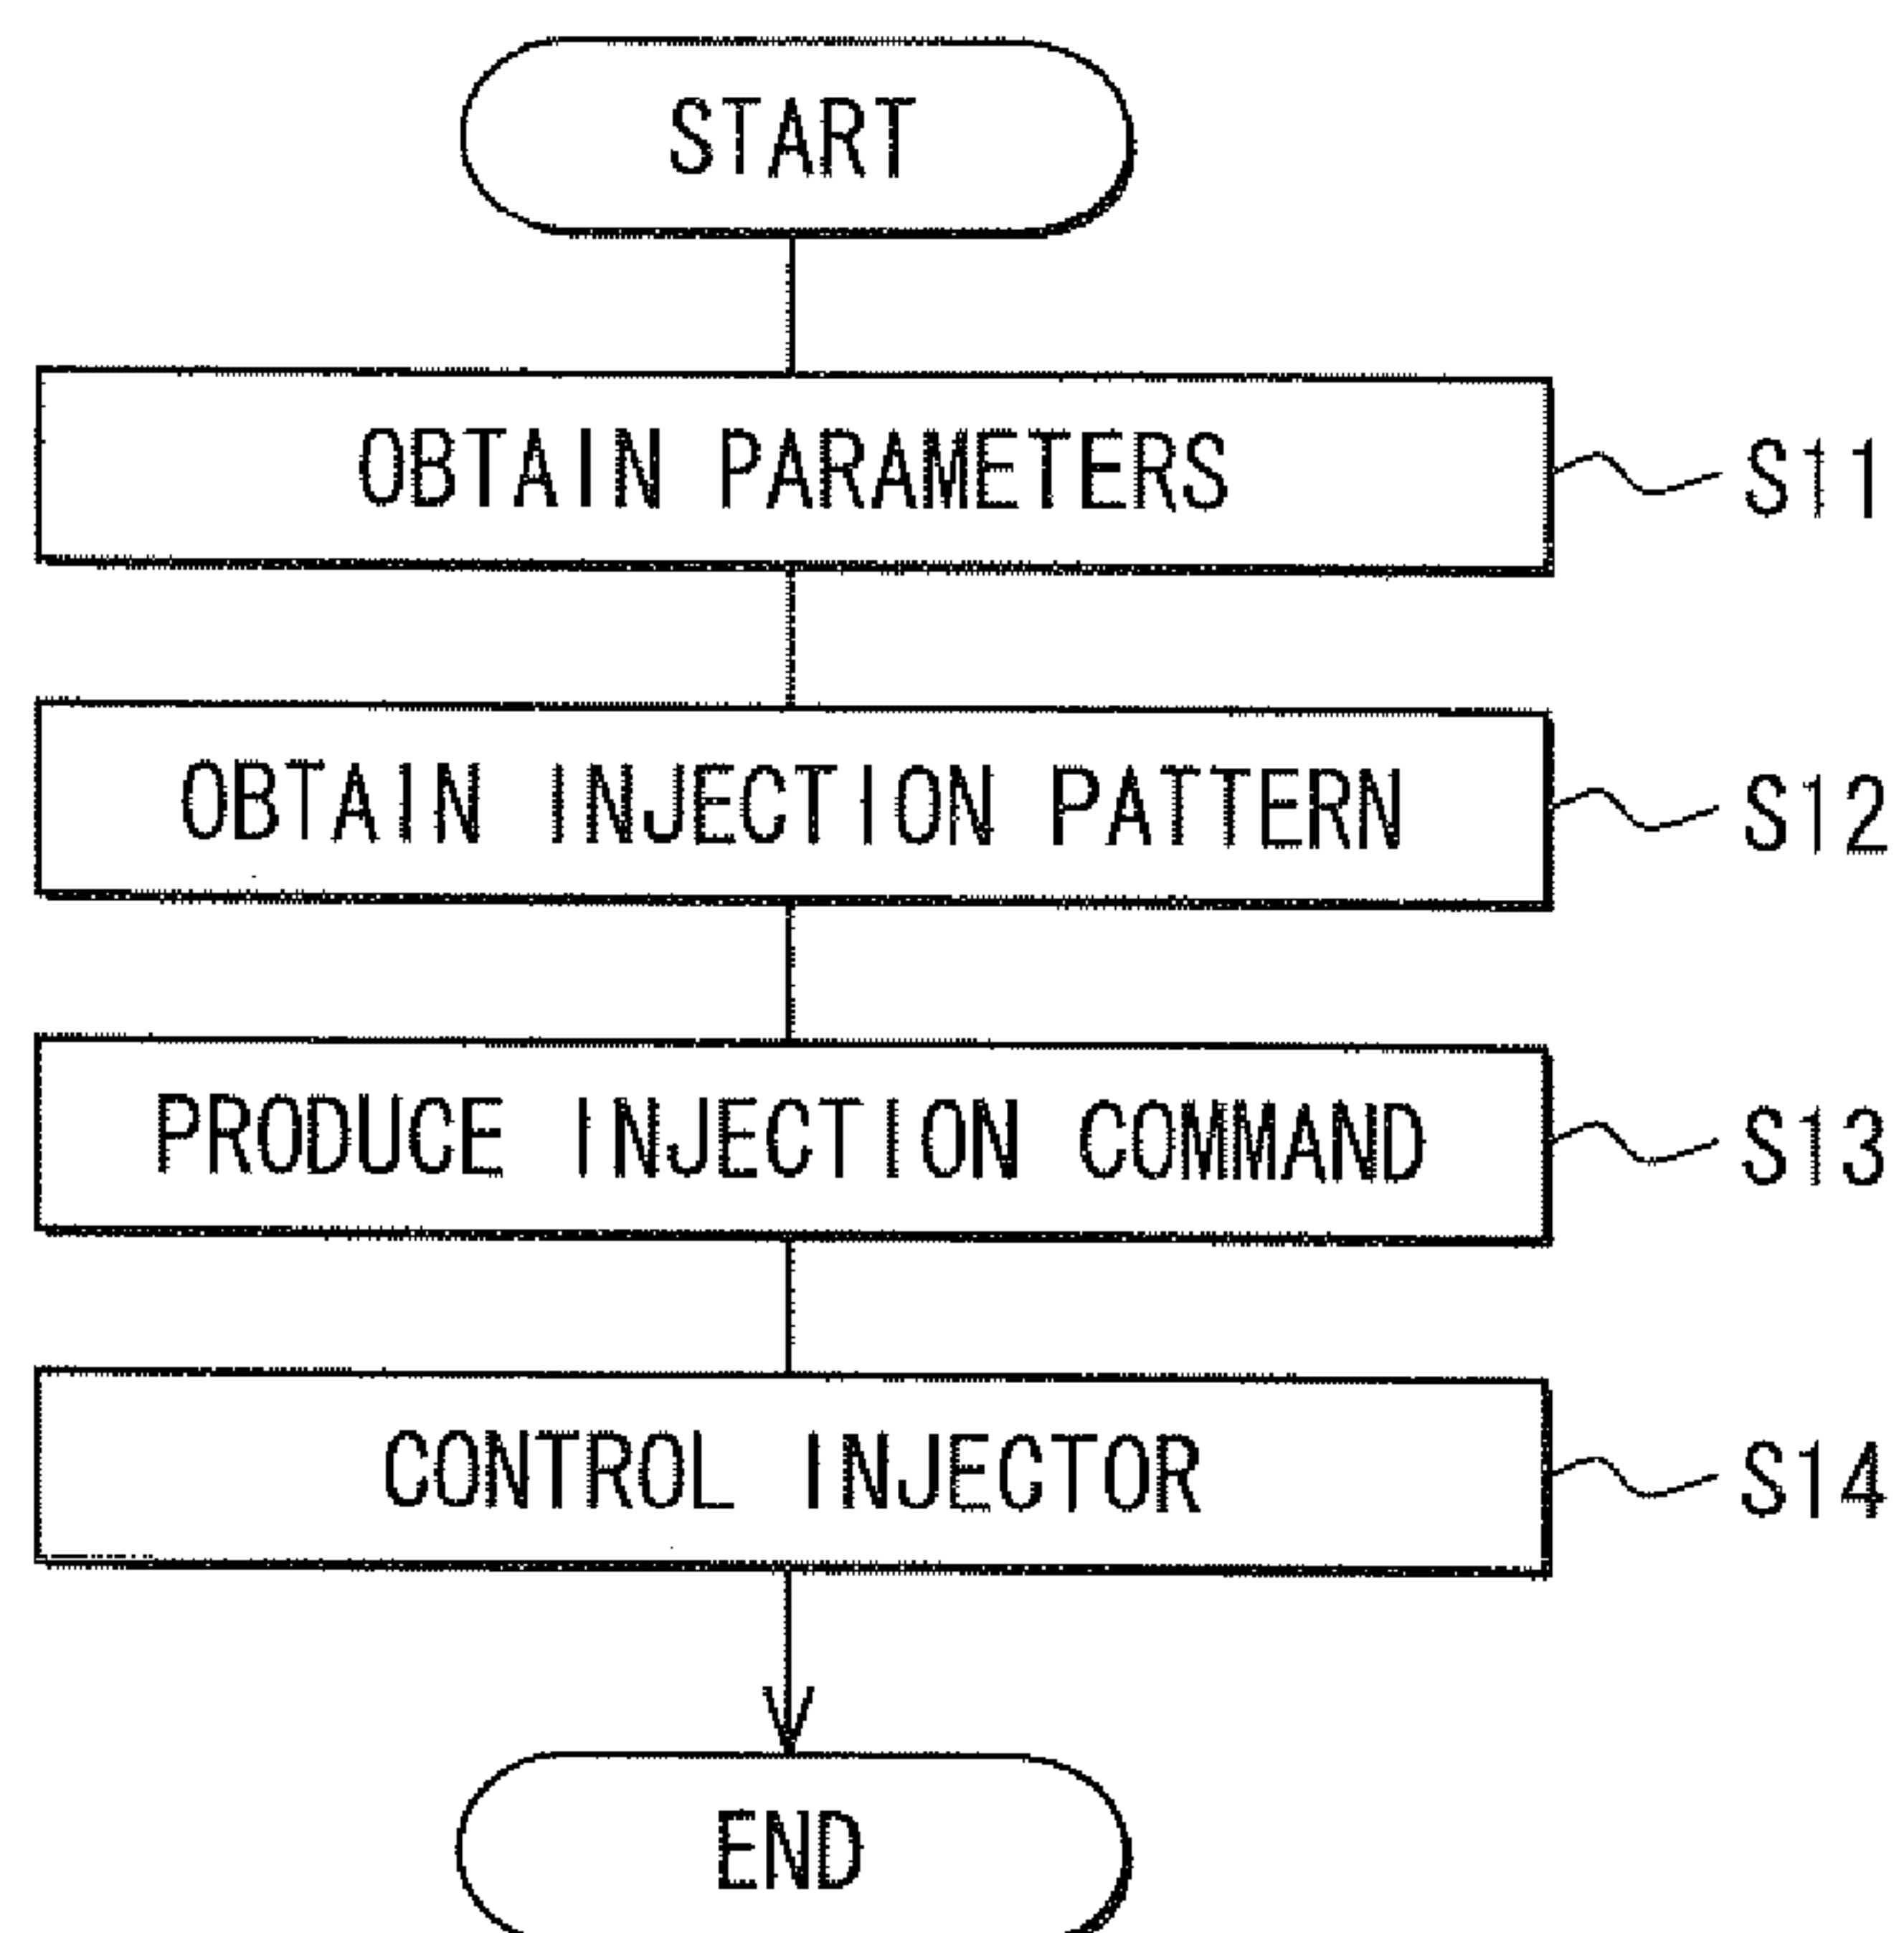 START
OBTAIN PARAMETERS
S11
OBTAIN INJECTION PATTERN
S12
PRODUCE INJECTION COMMAND
S13
CONTROL INJECTOR
S14
END